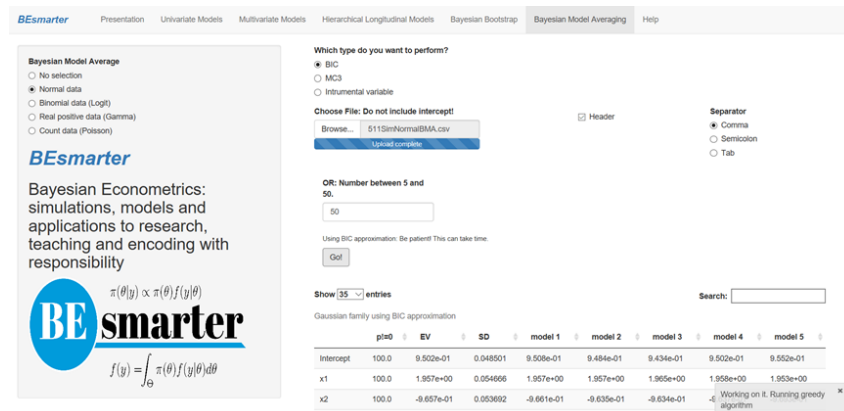 BEsmarter Presentation Univariate Models Multivariate Models Hierarchical Longitudinal Models Bayesian Bootstrap Bayesian Model Averaging Help
Bayesian Model Average
No selection
Normal data
Binomial data (Logit)
Real positive data (Gamma)
Count data (Poisson)
BEsmarter
Bayesian Econometrics:
simulations, models and
applications to research,
teaching and encoding with
responsibility
π(θ|y) ∝ π(θ)f(y|θ)
BE smarter
f(y) = ∫_Θ π(θ)f(y|θ)dθ
Which type do you want to perform?
BIC
MC3
Intrumental variable
Choose File: Do not include intercept!
Browse... 511SimNormalBMA.csv
Upload complete
Header
Separator
Comma
Semicolon
Tab
OR: Number between 5 and
50.
50
Using BIC approximation: Be patient! This can take time.
Go!
Show 35 entries
Search:
Gaussian family using BIC approximation
p!=0 EV SD model 1 model 2 model 3 model 4 model 5
Intercept 100.0 9.502e-01 0.048501 9.508e-01 9.484e-01 9.434e-01 9.502e-01 9.552e-01
x1 100.0 1.957e+00 0.054666 1.957e+00 1.957e+00 1.965e+00 1.958e+00 1.953e+00
x2 100.0 -9.657e-01 0.053692 -9.661e-01 -9.635e-01 -9.634e-01
Working on it. Running greedy
algorithm